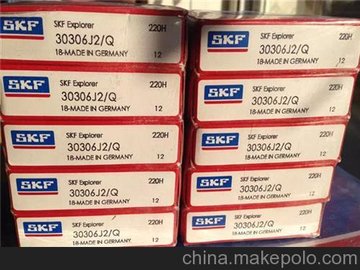 SKF
SKF Explorer
220H
30306J2/Q
18-MADE IN GERMANY
12
SKF
SKF Explorer
220H
30306J2/Q
18-MADE IN GERMANY
12
SKF
SKF Explorer
220H
30306J2/Q
18-MADE IN GERMANY
12
SKF
SKF Explorer
220H
30306J2/Q
18-MADE IN GERMANY
12
SKF
SKF Explorer
220H
30306J2/Q
18-MADE IN GERMANY
12
SKF
SKF Explorer
220H
30306J2/Q
18-MADE IN GERMANY
12
SKF
SKF Explorer
220H
30306J2/Q
18-MADE IN GERMANY
12
SKF
SKF Explorer
220H
30306J2/Q
18-MADE IN GERMANY
12
SKF
SKF Explorer
220H
30306J2/Q
18-MADE IN GERMANY
12
SKF
SKF Explorer
220H
30306J2/Q
18-MADE IN GERMANY
12
china.makepolo.com